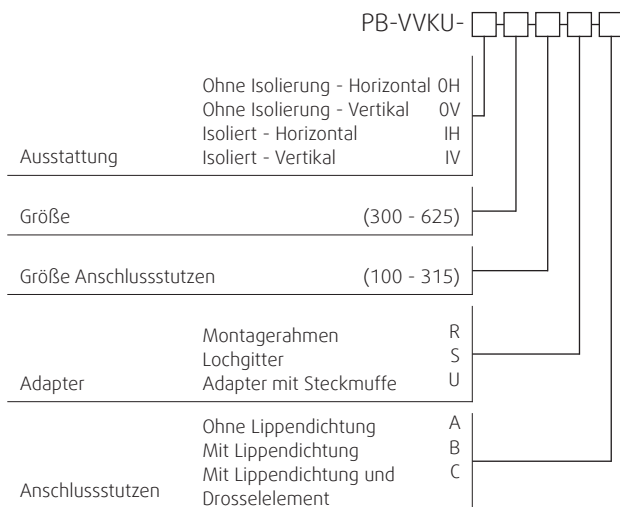 PB-VVKU-
Ohne Isolierung - Horizontal 0H
Ohne Isolierung - Vertikal 0V
Isoliert - Horizontal IH
Ausstattung Isoliert - Vertikal IV
Größe (300 - 625)
Größe Anschlussstutzen (100 - 315)
Montagerahmen R
Lochgitter S
Adapter Adapter mit Steckmuffe U
Ohne Lippendichtung A
Mit Lippendichtung B
Mit Lippendichtung und C
Anschlussstutzen Drosselelement